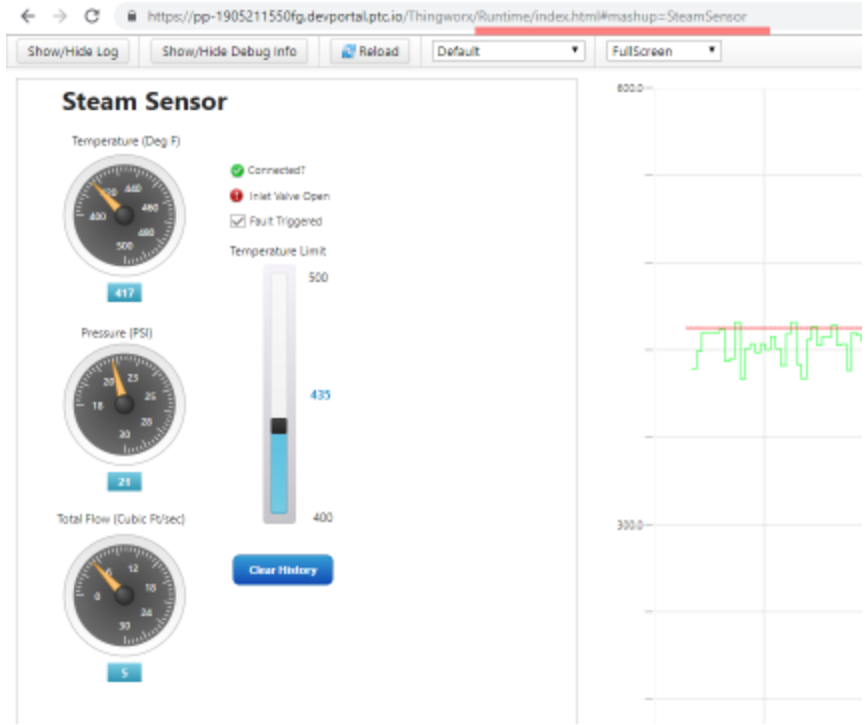 https://pp-1905211550fg.devportal.ptc.io/Thingworx/Runtime/index.html#mashup=SteamSensor
Show/Hide Log Show/Hide Debug Info Reload Default FullScreen
Steam Sensor
Temperature (Deg F)
400 420 440 460 480 500
417
Pressure (PSI)
18 20 23 25 28 30
21
Total Flow (Cubic Ft/sec)
0 6 12 18 24 30
5
Connected?
Inlet Valve Open
Fault Triggered
Temperature Limit
500
435
400
Clear History
600.0
300.0